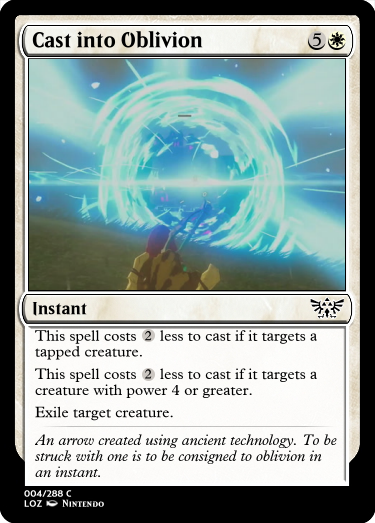 Cast into Oblivion
5
Instant
This spell costs 2 less to cast if it targets a
tapped creature.
This spell costs 2 less to cast if it targets a
creature with power 4 or greater.
Exile target creature.
An arrow created using ancient technology. To be
struck with one is to be consigned to oblivion in
an instant.
004/288 C
LOZ Nintendo